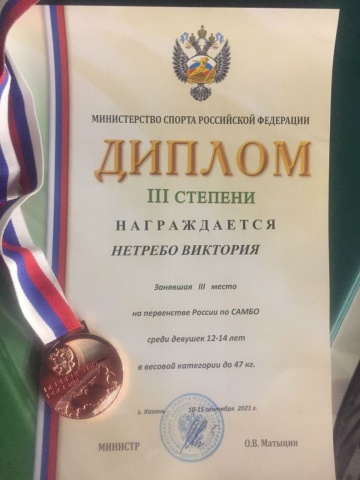 МИНИСТЕРСТВО СПОРТА РОССИЙСКОЙ ФЕДЕРАЦИИ
ДИПЛОМ
III СТЕПЕНИ
НАГРАЖДАЕТСЯ
НЕТРЕБО ВИКТОРИЯ
Занявшая III место
на первенстве России по САМБО
среди девушек 12-14 лет
в весовой категории до 47 кг.
г. Казань 10-15 сентября 2021 г.
МИНИСТР О.В. Матыцин